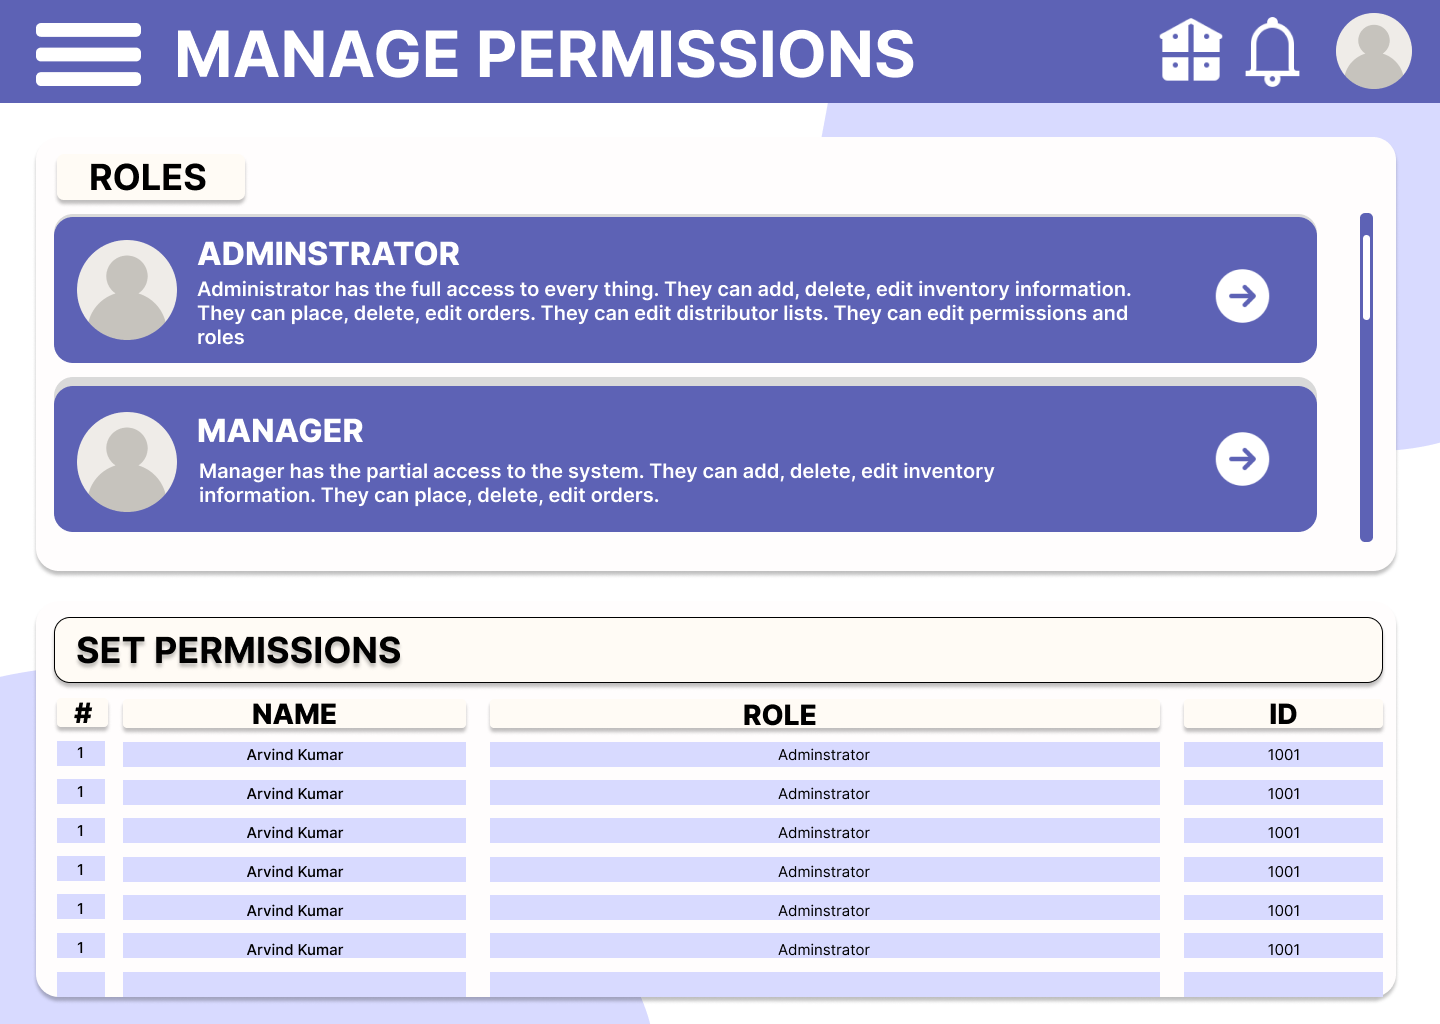 MANAGE PERMISSIONS
ROLES
ADMINSTRATOR
Administrator has the full access to every thing. They can add, delete, edit inventory information.
They can place, delete, edit orders. They can edit distributor lists. They can edit permissions and
roles
MANAGER
Manager has the partial access to the system. They can add, delete, edit inventory
information. They can place, delete, edit orders.
SET PERMISSIONS
# NAME ROLE ID
1 Arvind Kumar Adminstrator 1001
1 Arvind Kumar Adminstrator 1001
1 Arvind Kumar Adminstrator 1001
1 Arvind Kumar Adminstrator 1001
1 Arvind Kumar Adminstrator 1001
1 Arvind Kumar Adminstrator 1001